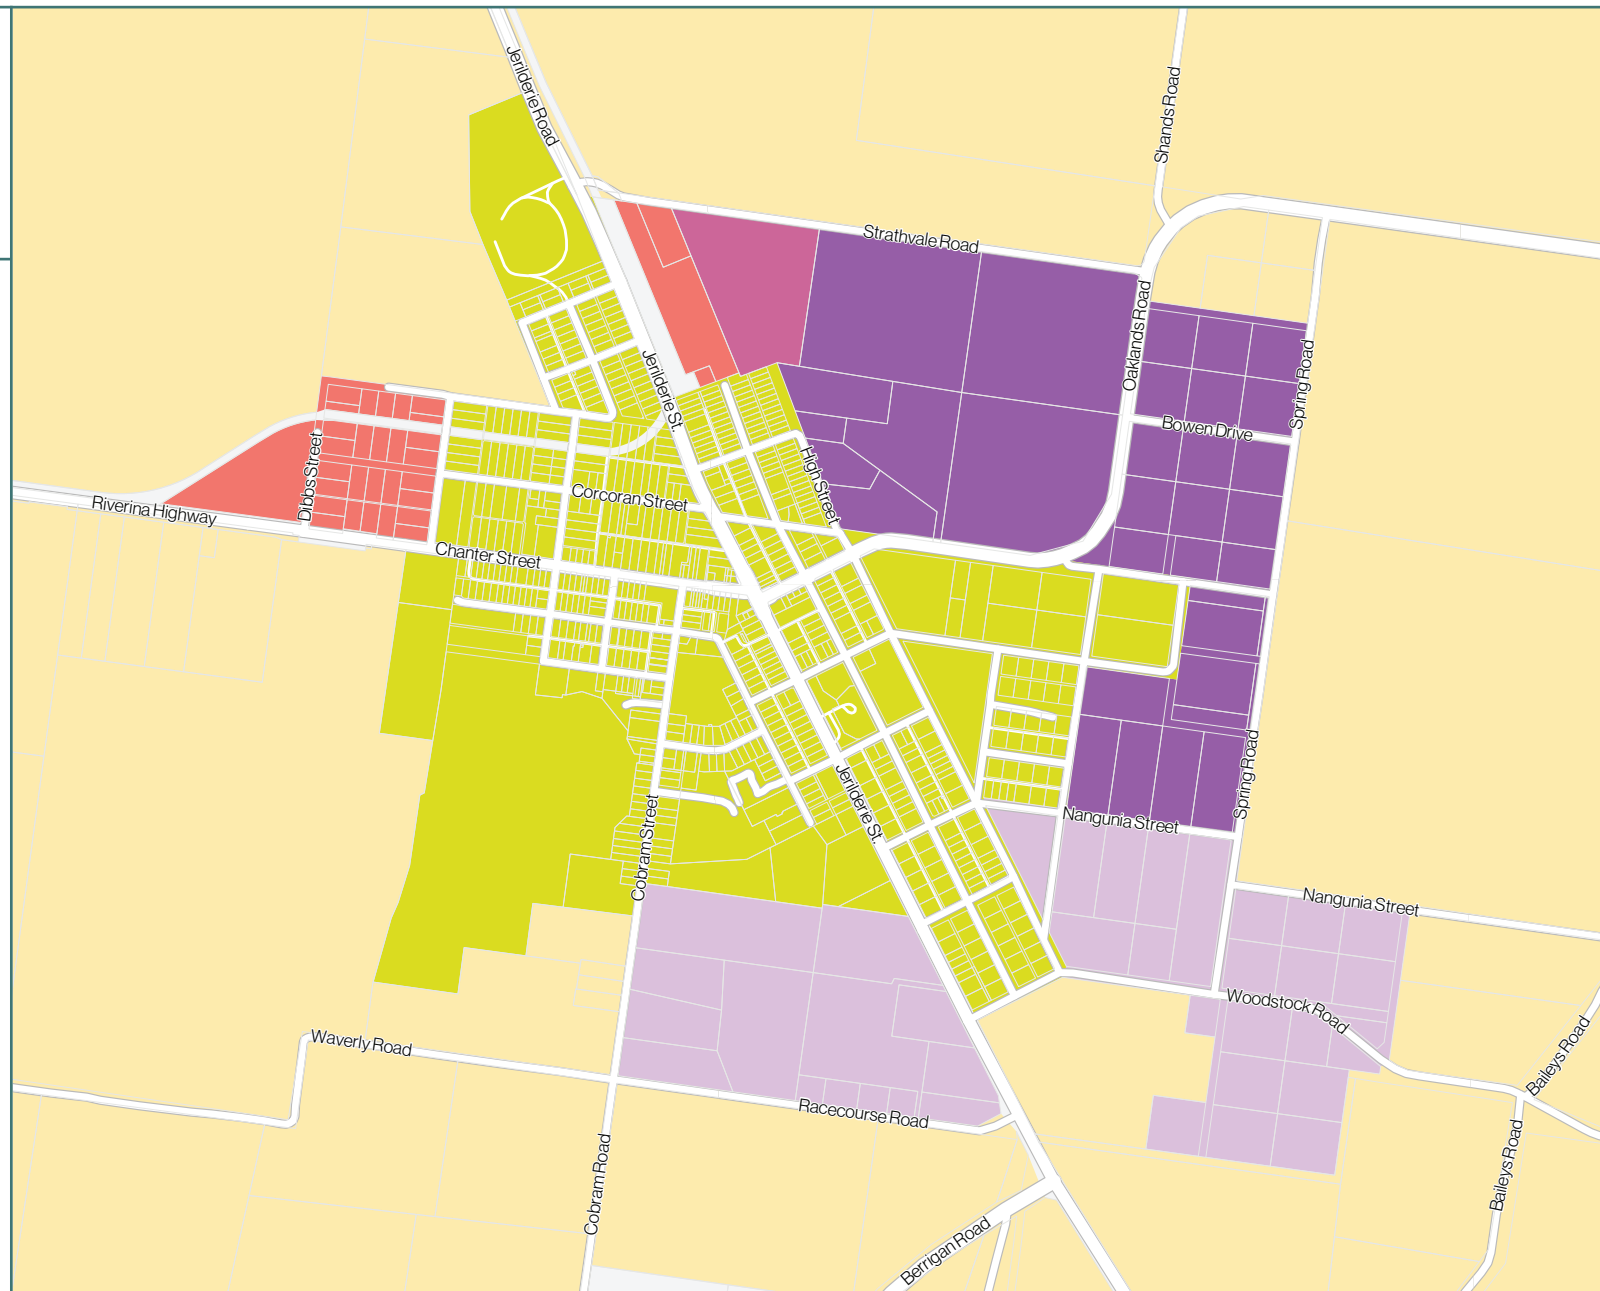 Jerilderie Road
Shands Road
Strathvale Road
Oaklands Road
Spring Road
Jerilderie St.
Bowen Drive
High Street
Dibbs Street
Corcoran Street
Riverina Highway
Chanter Street
Spring Road
Jerilderie St.
Nangunia Street
Cobram Street
Nangunia Street
Woodstock Road
Waverly Road
Baileys Road
Racecourse Road
Cobram Road
Baileys Road
Berrigan Road